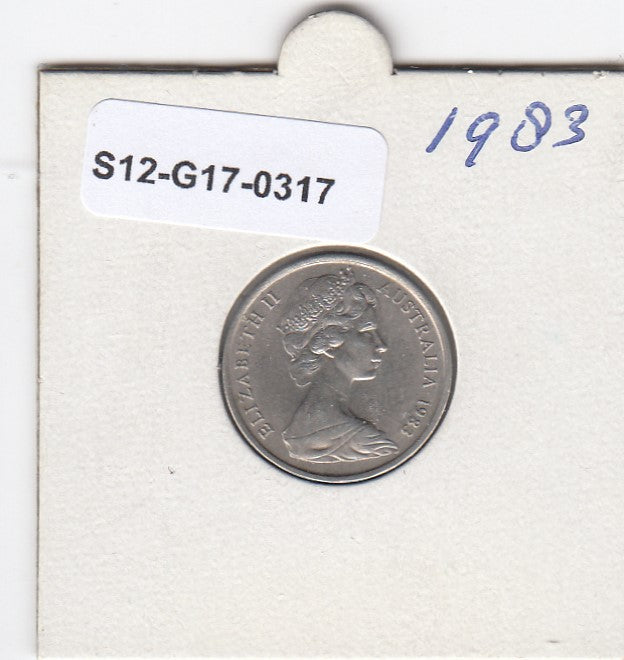 1983
S12-G17-0317
ELIZABETH II
AUSTRALIA 1983